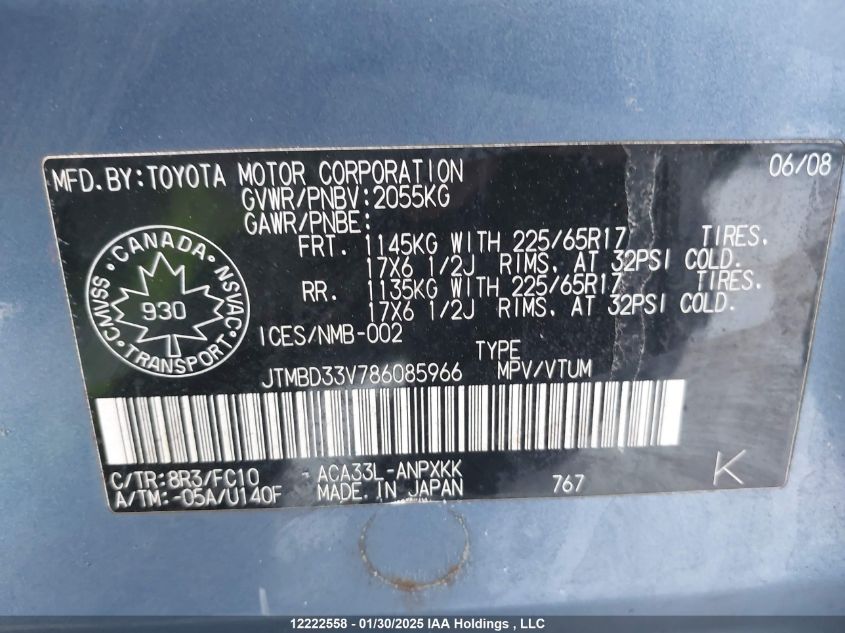 MFD.BY:TOYOTA MOTOR CORPORATION 06/08
GVWR/PNBV:2055KG
GAWR/PNBE:
FRT. 1145KG WITH 225/65R17 TIRES,
17X6 1/2J RIMS, AT 32PSI COLD.
RR. 1135KG WITH 225/65R17 TIRES,
17X6 1/2J RIMS, AT 32PSI COLD.
CANADA
CMVSS 930 NSVAC
TRANSPORT
ICES/NMB-002
TYPE
JTMBD33V786085966 MPV/VTUM
C/TR:8R3/FC10 ACA33L-ANPXKK
A/TM:-05A/U140F MADE IN JAPAN 767 K
12222558 - 01/30/2025 IAA Holdings , LLC